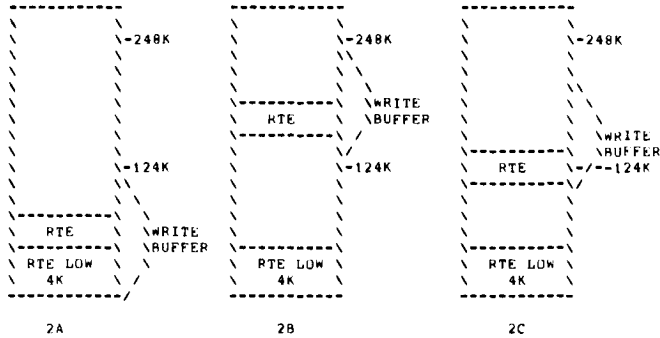 -248K
-124K
RTE
WRITE
BUFFER
RTE LOW
4K
2A
-248K
WRITE
BUFFER
RTE
-124K
RTE LOW
4K
2B
-248K
WRITE
BUFFER
RTE
---124K
RTE LOW
4K
2C